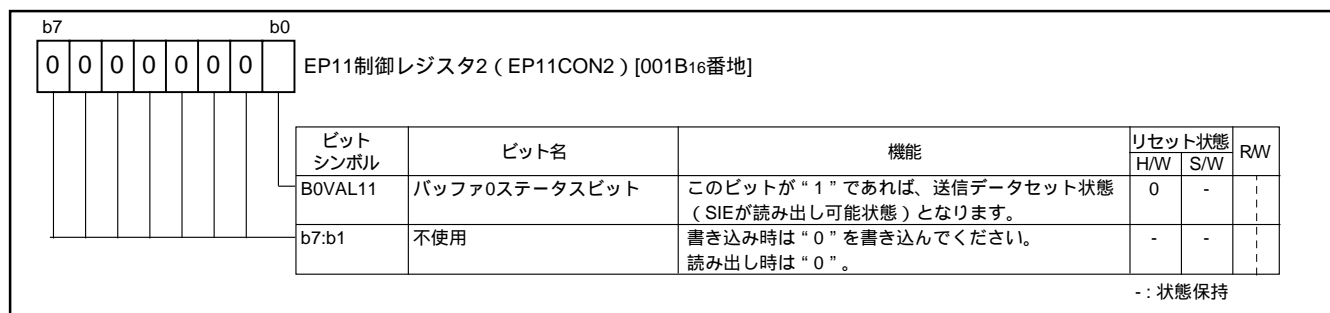 b7 b0
0 0 0 0 0 0 0
EP11制御レジスタ2（EP11CON2）[001B16番地]
ビット シンボル ビット名 機能 リセット状態 R/W
H/W S/W
B0VAL11 バッファ0ステータスビット このビットが“1”であれば、送信データセット状態 0 -
（SIEが読み出し可能状態）となります。
b7:b1 不使用 書き込み時は“0”を書き込んでください。 - -
読み出し時は“0”。
- : 状態保持